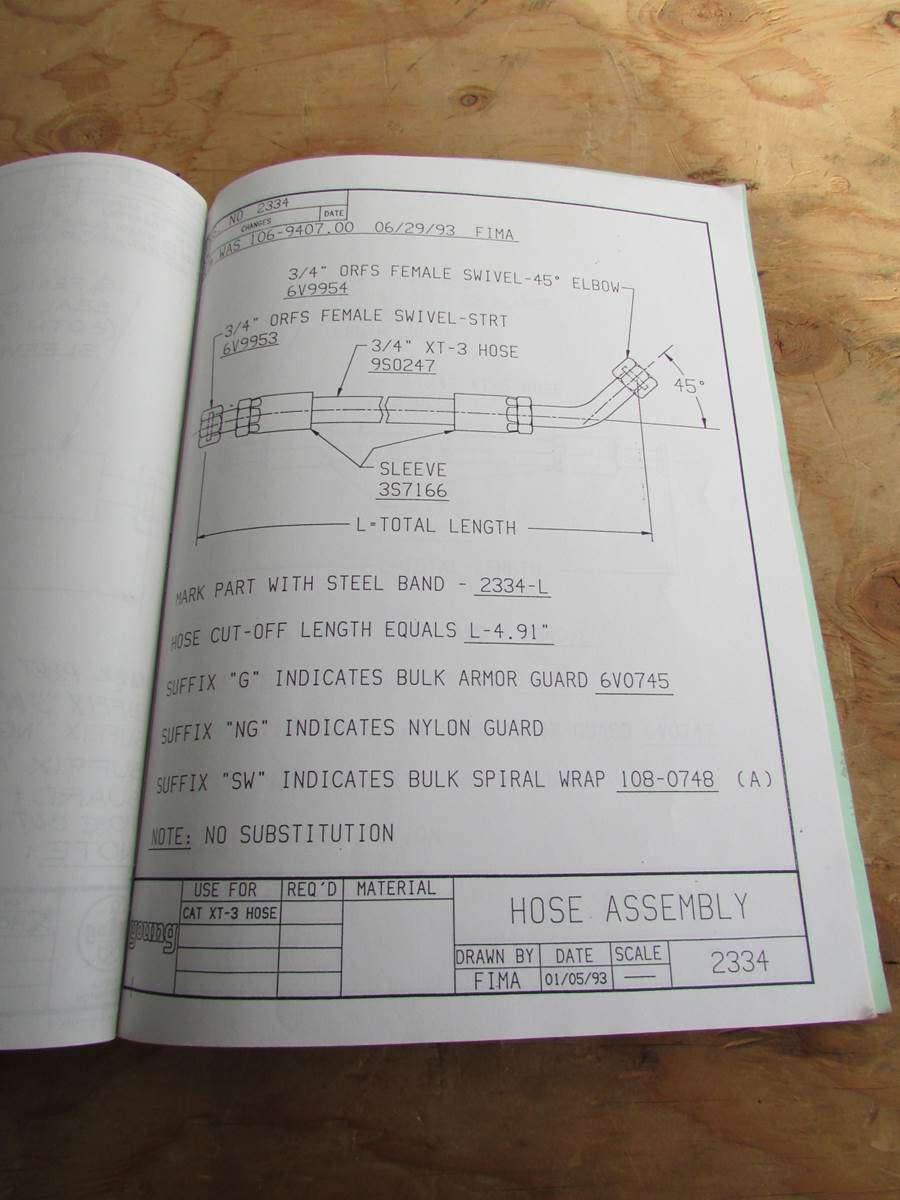 NO 2334
CHANGES
DATE
WAS 106-9407.00 06/29/93 FIMA
3/4" ORFS FEMALE SWIVEL-45° ELBOW
6V9954
3/4" ORFS FEMALE SWIVEL-STRT
6V9953
3/4" XT-3 HOSE
9S0247
45°
SLEEVE
3S7166
L=TOTAL LENGTH
MARK PART WITH STEEL BAND - 2334-L
HOSE CUT-OFF LENGTH EQUALS L-4.91"
SUFFIX "G" INDICATES BULK ARMOR GUARD 6V0745
SUFFIX "NG" INDICATES NYLON GUARD
SUFFIX "SW" INDICATES BULK SPIRAL WRAP 108-0748 (A)
NOTE: NO SUBSTITUTION
young
USE FOR REQ'D MATERIAL
CAT XT-3 HOSE
HOSE ASSEMBLY
DRAWN BY DATE SCALE
FIMA 01/05/93 —
2334